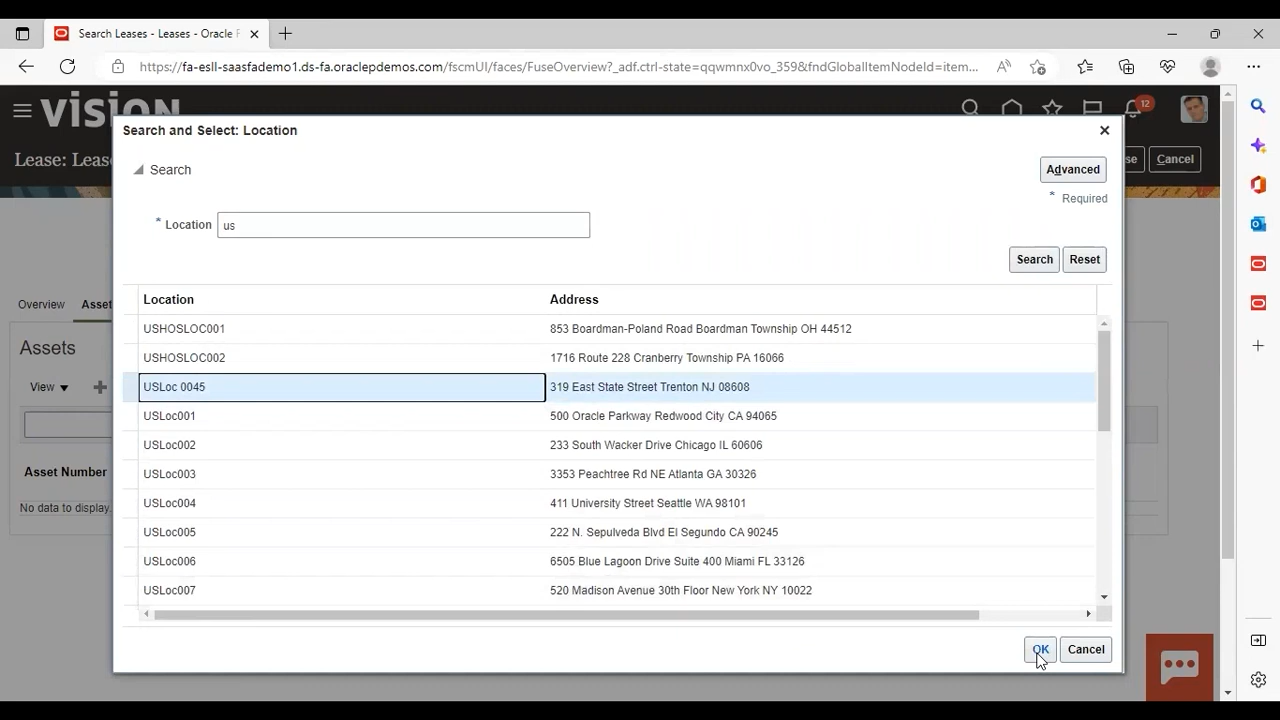 Search Leases - Leases - Oracle F
https://fa-esll-saasfademo1.ds-fa.oraclepdemos.com/fscmUI/faces/FuseOverview?_adf.ctrl-state=qqwmnx0vo_359&fndGlobalItemNodeId=item...
VISION
12
Lease: Leas
se
Cancel
Search and Select: Location
Search
Advanced
* Required
* Location us
Search
Reset
Location
Address
USHOSLOC001
853 Boardman-Poland Road Boardman Township OH 44512
USHOSLOC002
1716 Route 228 Cranberry Township PA 16066
USLoc 0045
319 East State Street Trenton NJ 08608
USLoc001
500 Oracle Parkway Redwood City CA 94065
USLoc002
233 South Wacker Drive Chicago IL 60606
USLoc003
3353 Peachtree Rd NE Atlanta GA 30326
USLoc004
411 University Street Seattle WA 98101
USLoc005
222 N. Sepulveda Blvd El Segundo CA 90245
USLoc006
6505 Blue Lagoon Drive Suite 400 Miami FL 33126
USLoc007
520 Madison Avenue 30th Floor New York NY 10022
OK
Cancel
Overview
Asset
Assets
View
Asset Number
No data to display.